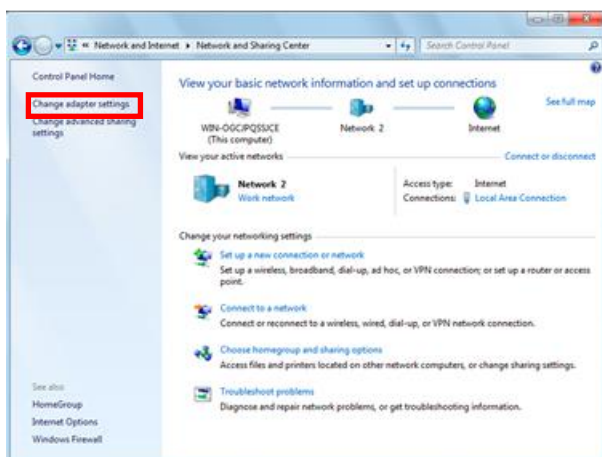 « Network and Internet ▸ Network and Sharing Center
Search Control Panel
Control Panel Home
Change adapter settings
Change advanced sharing
settings
See also
HomeGroup
Internet Options
Windows Firewall
View your basic network information and set up connections
See full map
WIN-OGCJPQSSJCE
(This computer)
Network 2
Internet
View your active networks
Connect or disconnect
Network 2
Work network
Access type: Internet
Connections: Local Area Connection
Change your networking settings
Set up a new connection or network
Set up a wireless, broadband, dial-up, ad hoc, or VPN connection; or set up a router or access
point.
Connect to a network
Connect or reconnect to a wireless, wired, dial-up, or VPN network connection.
Choose homegroup and sharing options
Access files and printers located on other network computers, or change sharing settings.
Troubleshoot problems
Diagnose and repair network problems, or get troubleshooting information.